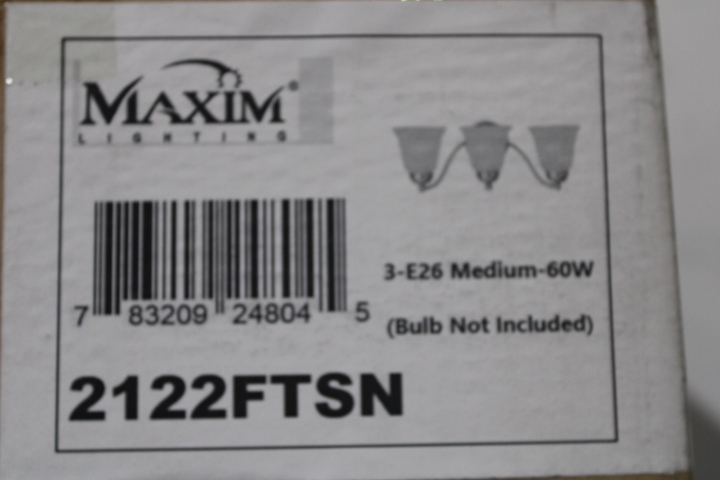 MAXIM®
LIGHTING
3-E26 Medium-60W
(Bulb Not Included)
7 83209 24804 5
2122FTSN